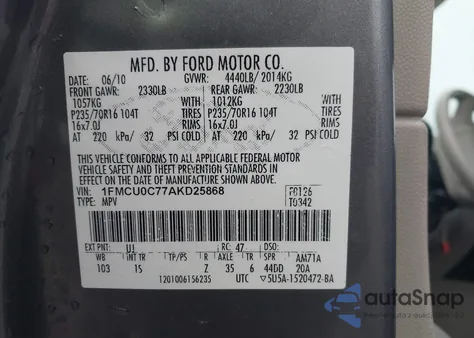 MFD. BY FORD MOTOR CO.
DATE: 06/10 GVWR: 4440LB/ 2014KG
FRONT GAWR: 2330LB REAR GAWR: 2230LB
1057KG WITH 1012KG WITH
P235/70R16 104T TIRES P235/70R16 104T TIRES
16x7.0J RIMS 16x7.0J RIMS
AT 220 kPa/ 32 PSI COLD AT 220 kPa/ 32 PSI COLD
THIS VEHICLE CONFORMS TO ALL APPLICABLE FEDERAL MOTOR
VEHICLE SAFETY AND THEFT PREVENTION STANDARDS IN
EFFECT ON THE DATE OF MANUFACTURE SHOWN ABOVE.
VIN: 1FMCU0C77AKD25868 F0126
TYPE: MPV T0342
EXT PNT: UJ RC: 47 DSO:
WB INT TR TP/PS R AXLE TR SPR AM71A
103 IS Z 35 6 44DD 20A
1201006156235 UTC 5U5A-1520472-BA
autoSnap